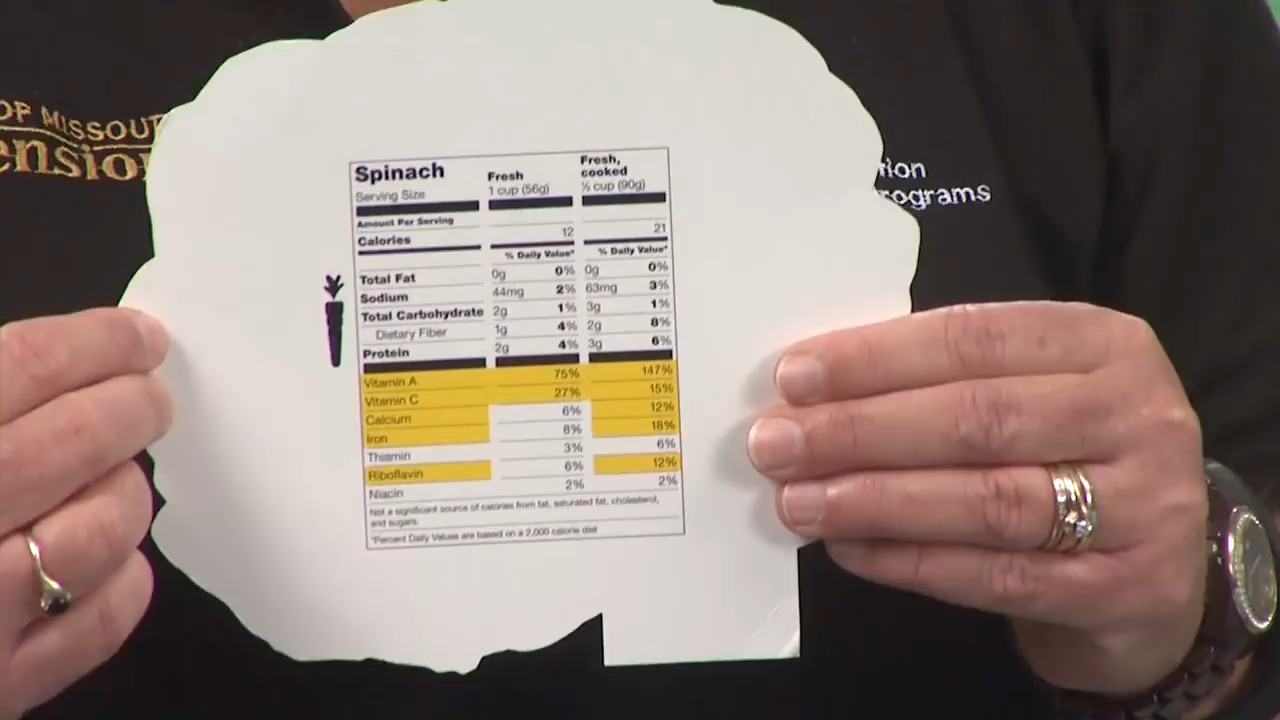 OF MISSOU
ension
tion
rograms
Spinach
Serving Size
Fresh
1 cup (56g)
Fresh,
cooked
½ cup (90g)
Amount Per Serving
Calories 12 21
% Daily Value* % Daily Value*
Total Fat 0g 0% 0g 0%
Sodium 44mg 2% 63mg 3%
Total Carbohydrate 2g 1% 3g 1%
Dietary Fiber 1g 4% 2g 8%
Protein 2g 4% 3g 6%
Vitamin A 75% 147%
Vitamin C 27% 15%
Calcium 6% 12%
Iron 8% 18%
Thiamin 3% 6%
Riboflavin 6% 12%
Niacin 2% 2%
Not a significant source of calories from fat, saturated fat, cholesterol,
and sugars.
*Percent Daily Values are based on a 2,000 calorie diet